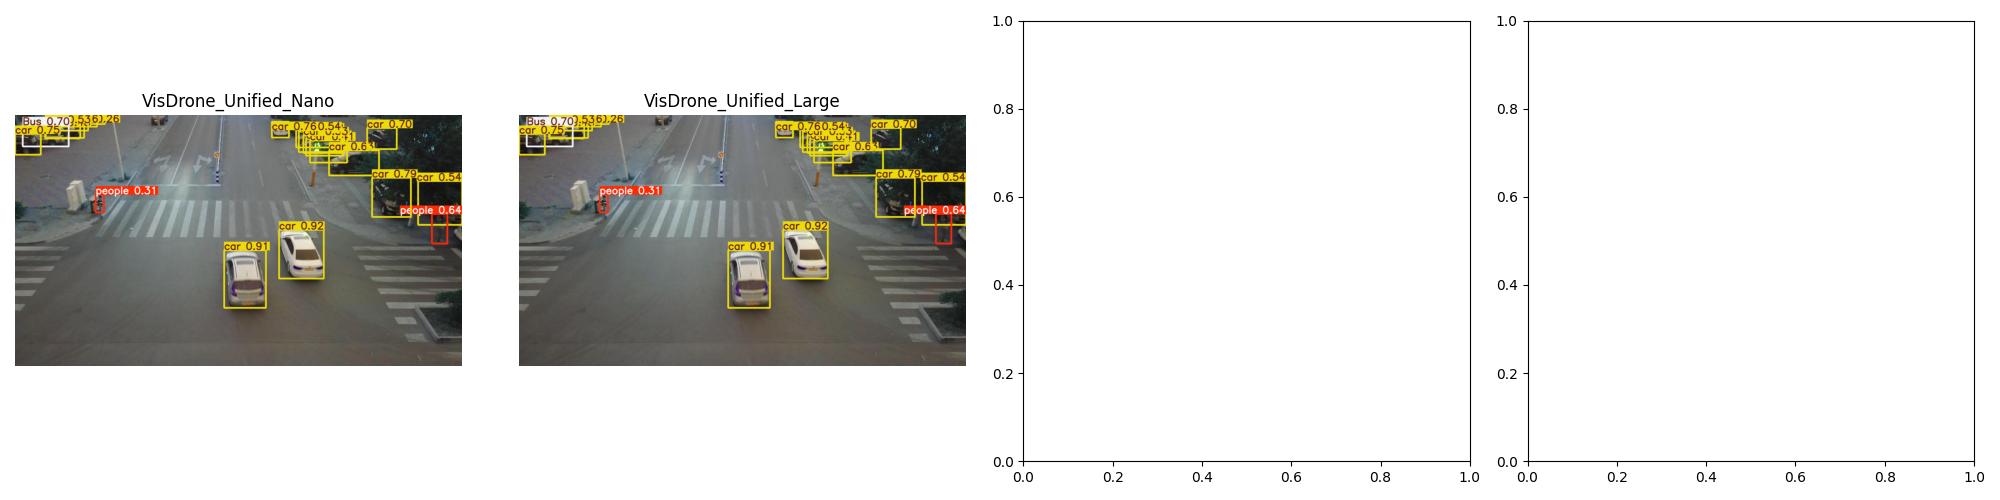 VisDrone_Unified_Nano
Bus 0.70
car 0.75
car 0.76
car 0.70
car 0.79
car 0.54
people 0.31
people 0.64
car 0.92
car 0.91
VisDrone_Unified_Large
Bus 0.70
car 0.75
car 0.76
car 0.70
car 0.79
car 0.54
people 0.31
people 0.64
car 0.92
car 0.91
1.0
0.8
0.6
0.4
0.2
0.0
0.0 0.2 0.4 0.6 0.8 1.0
1.0
0.8
0.6
0.4
0.2
0.0
0.0 0.2 0.4 0.6 0.8 1.0